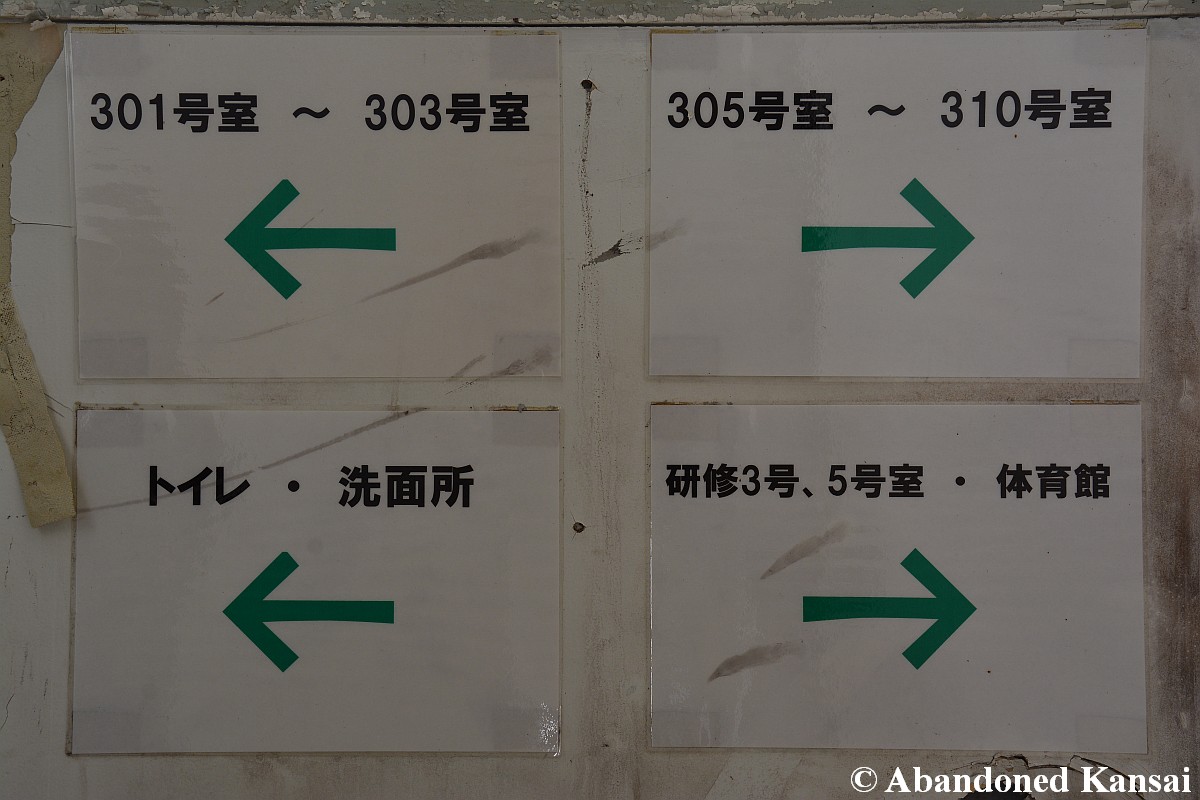 301号室 ～ 303号室
305号室 ～ 310号室
トイレ ・ 洗面所
研修3号、5号室 ・ 体育館
© Abandoned Kansai